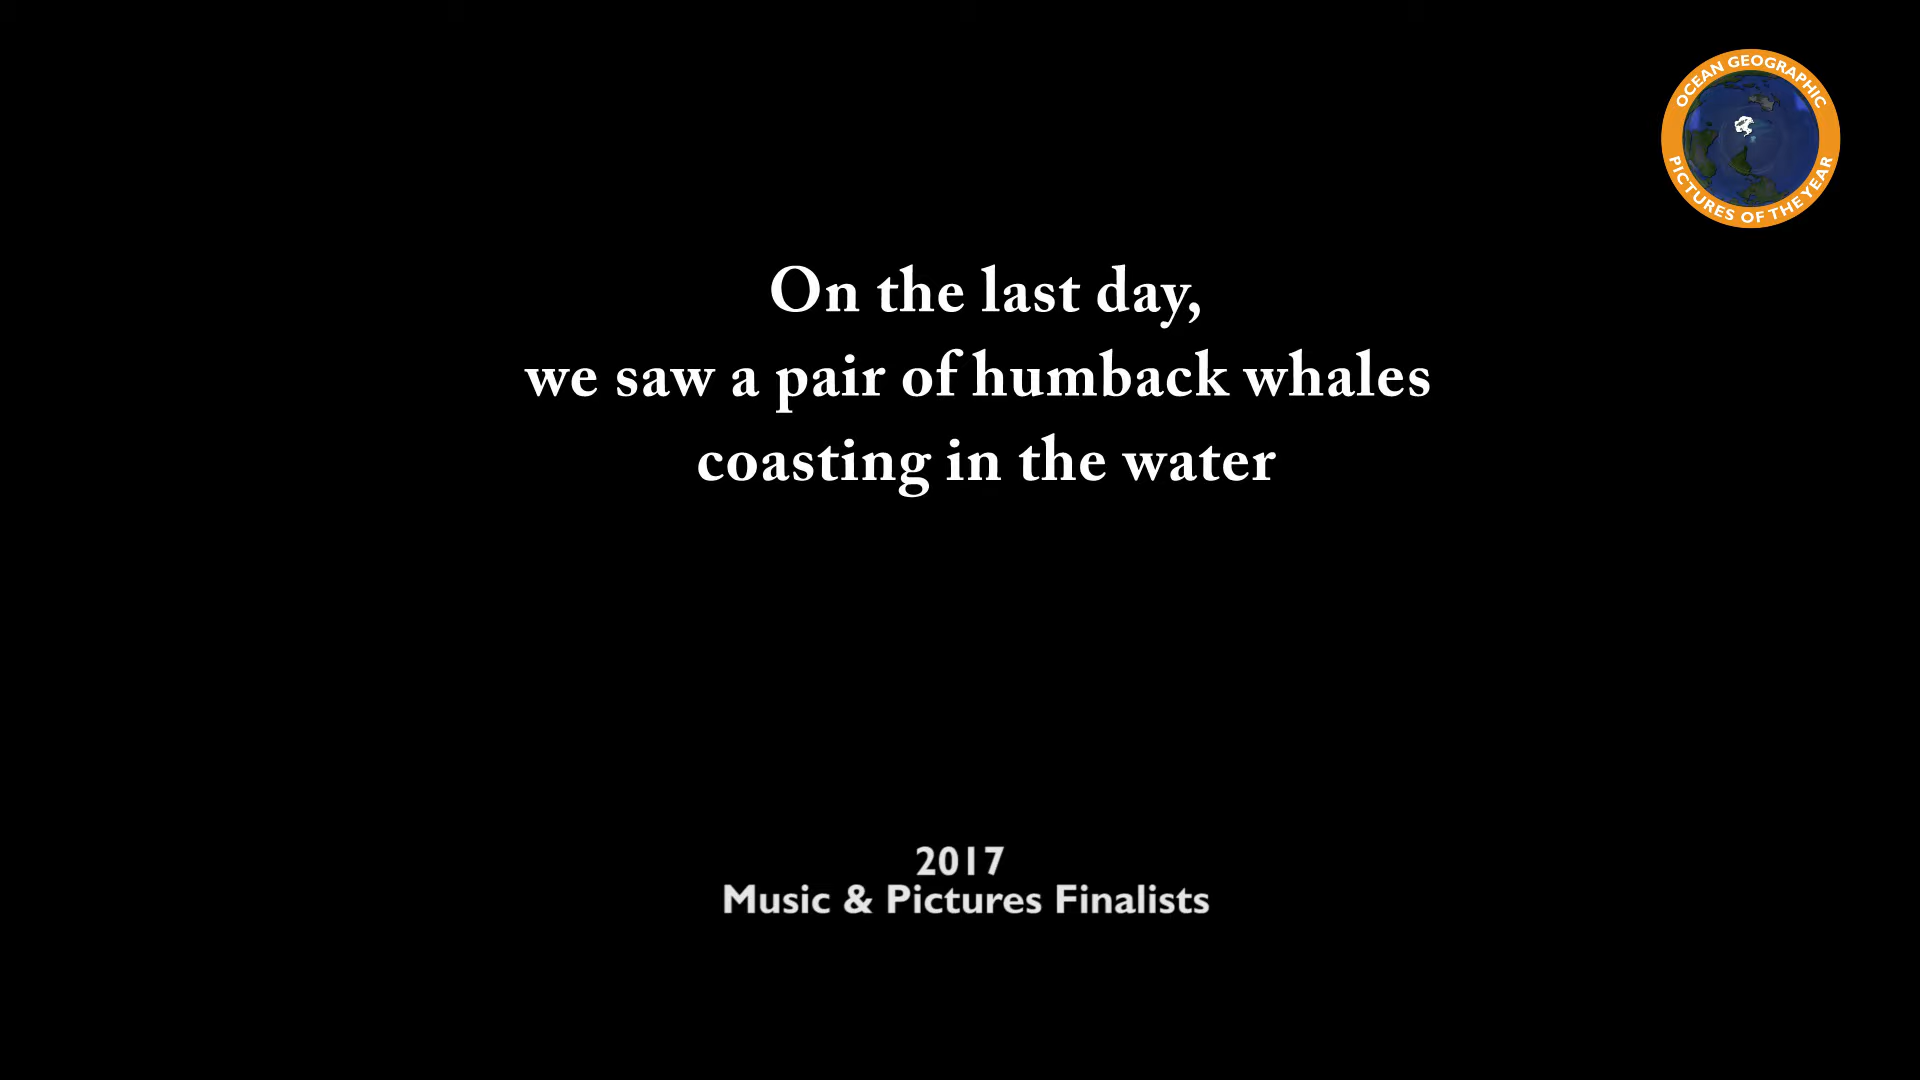 OCEAN GEOGRAPHIC
PICTURES OF THE YEAR
On the last day,
we saw a pair of humback whales
coasting in the water
2017
Music & Pictures Finalists